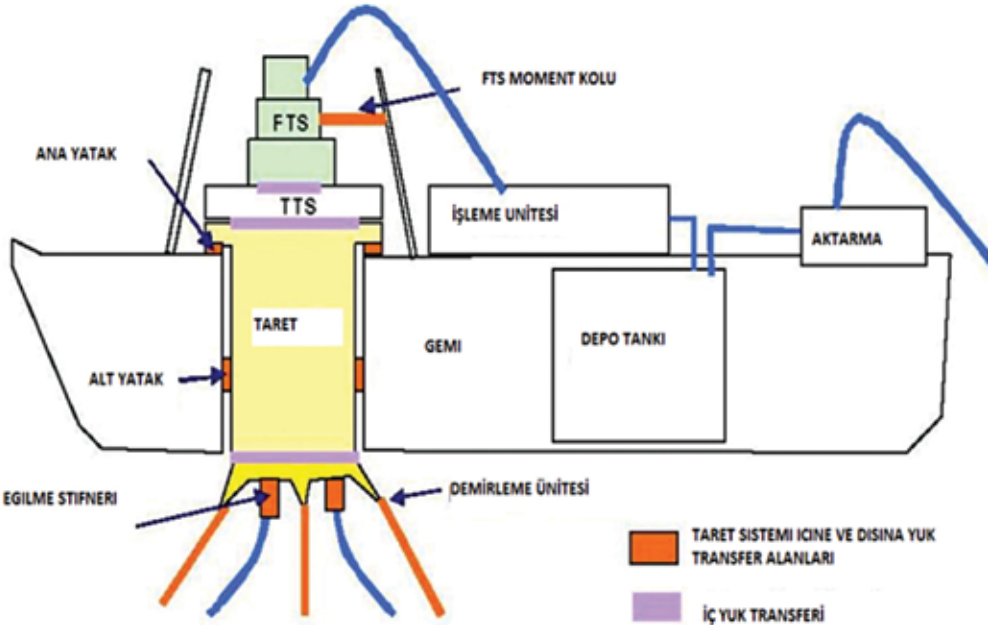 FTS MOMENT KOLU
FTS
ANA YATAK
TTS
İŞLEME UNİTESİ
AKTARMA
TARET
GEMI
DEPO TANKI
ALT YATAK
EGILME STIFNERI
DEMİRLEME ÜNİTESİ
TARET SISTEMI ICINE VE DISINA YUK
TRANSFER ALANLARI
İÇ YUK TRANSFERİ